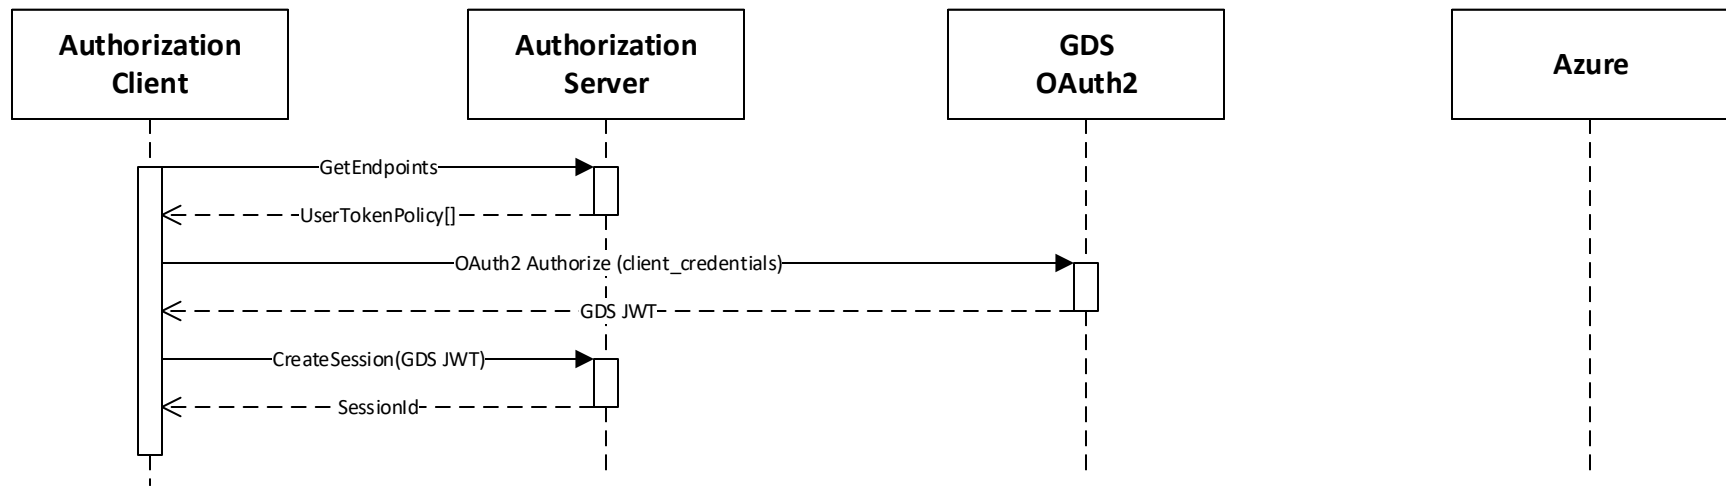 Authorization
Client
Authorization
Server
GDS
OAuth2
Azure
GetEndpoints
UserTokenPolicy[]
OAuth2 Authorize (client_credentials)
GDS JWT
CreateSession(GDS JWT)
SessionId